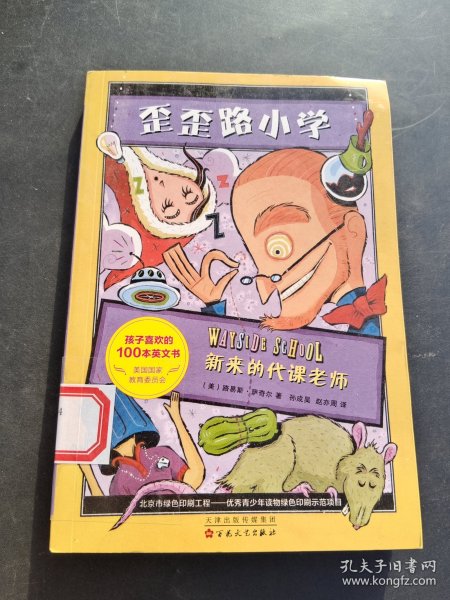 歪歪路小学
Z
Z
Z
孩子喜欢的
100本英文书
美国国家
教育委员会
WAYSIDE SCHOOL
新来的代课老师
（美）路易斯·萨奇尔 著 孙成昊 赵亦周 译
北京市绿色印刷工程——优秀青少年读物绿色印刷示范项目
天津出版传媒集团
百花文艺出版社
孔夫子旧书网
www.kongfz.com